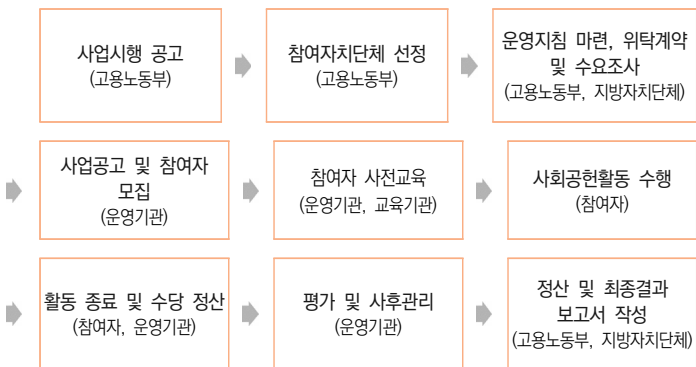 사업시행 공고
(고용노동부)
참여자치단체 선정
(고용노동부)
운영지침 마련, 위탁계약
및 수요조사
(고용노동부, 지방자치단체)
사업공고 및 참여자
모집
(운영기관)
참여자 사전교육
(운영기관, 교육기관)
사회공헌활동 수행
(참여자)
활동 종료 및 수당 정산
(참여자, 운영기관)
평가 및 사후관리
(운영기관)
정산 및 최종결과
보고서 작성
(고용노동부, 지방자치단체)